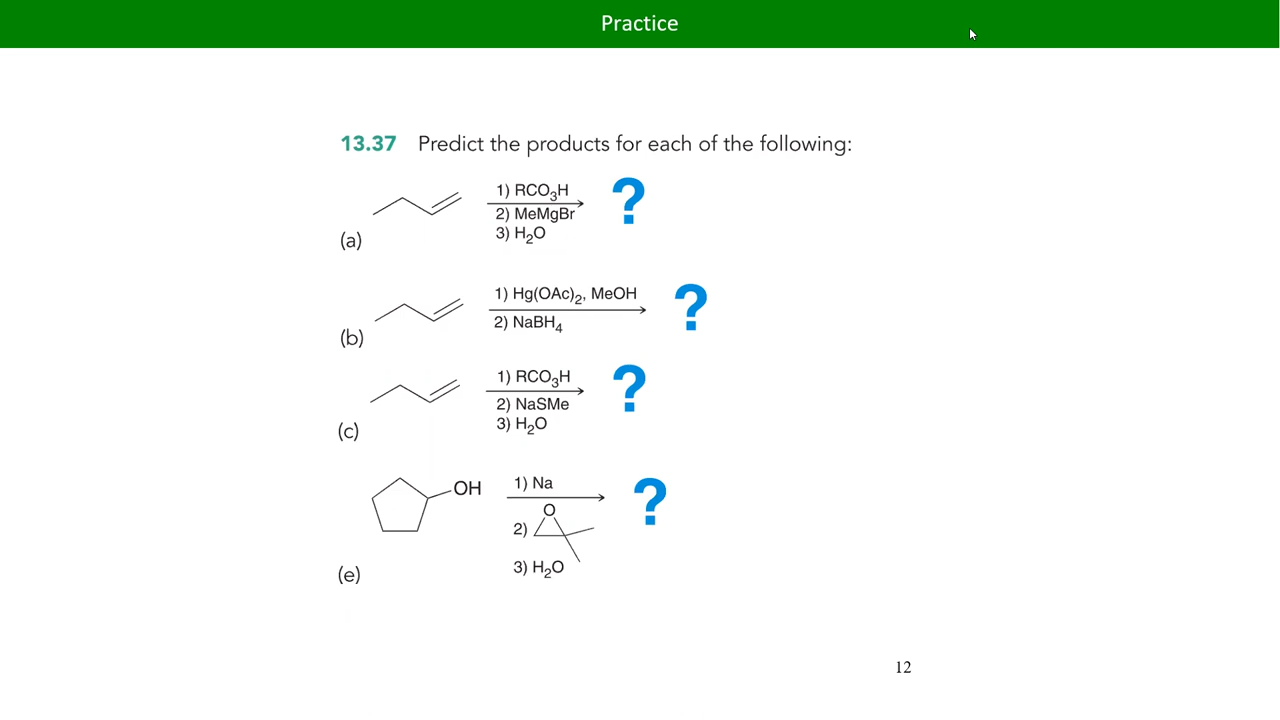 Practice
13.37 Predict the products for each of the following:
1) RCO3H
2) MeMgBr
3) H2O
?
(a)
1) Hg(OAc)2, MeOH
2) NaBH4
?
(b)
1) RCO3H
2) NaSMe
3) H2O
?
(c)
OH
1) Na
O
2)
3) H2O
?
(e)
12